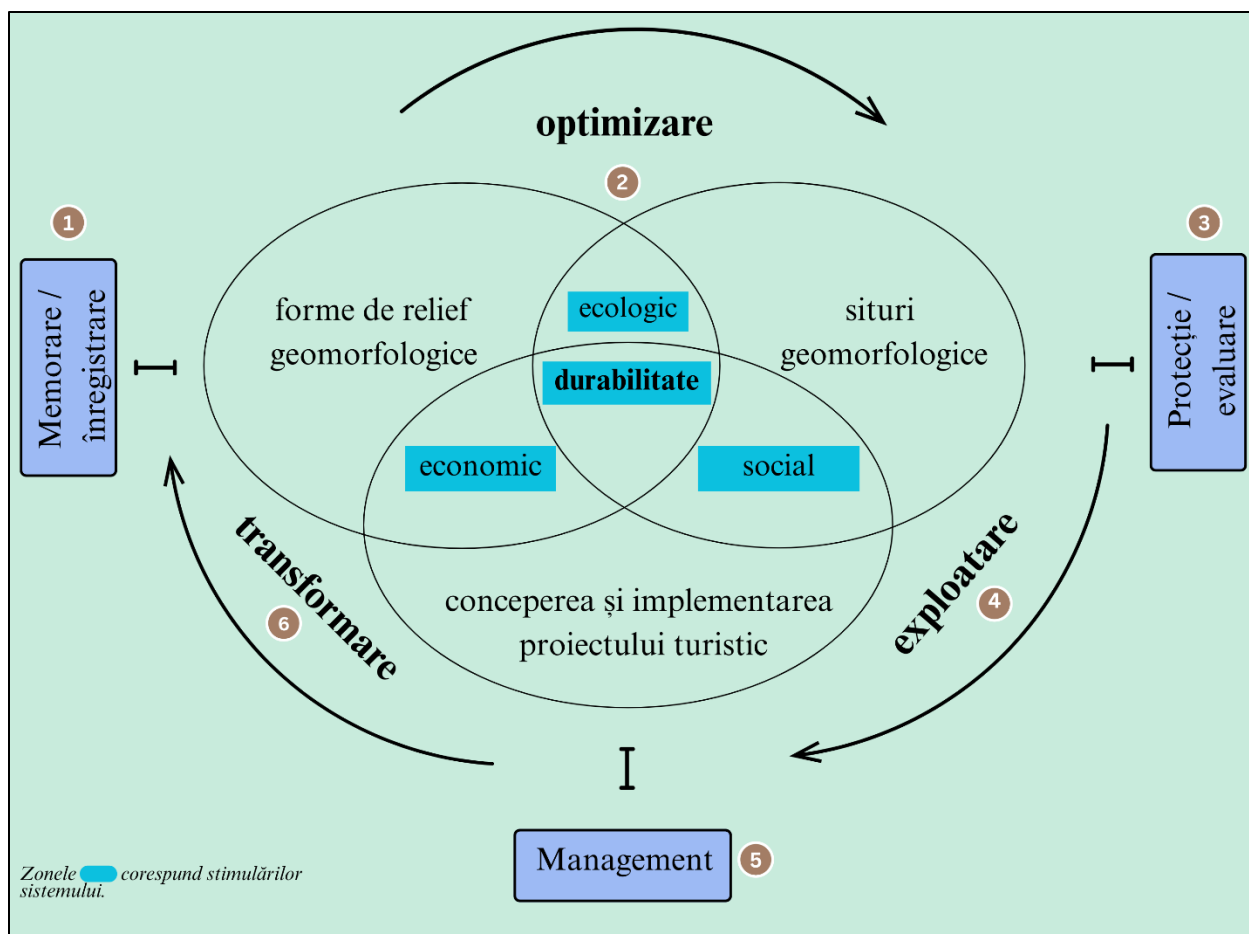 optimizare
2
1
3
Memorare /
înregistrare
forme de relief
geomorfologice
ecologic
situri
geomorfologice
Protecție /
evaluare
durabilitate
economic
social
transformare
6
exploatare
4
conceperea și implementarea
proiectului turistic
Management
5
Zonele corespund stimulărilor
sistemului.